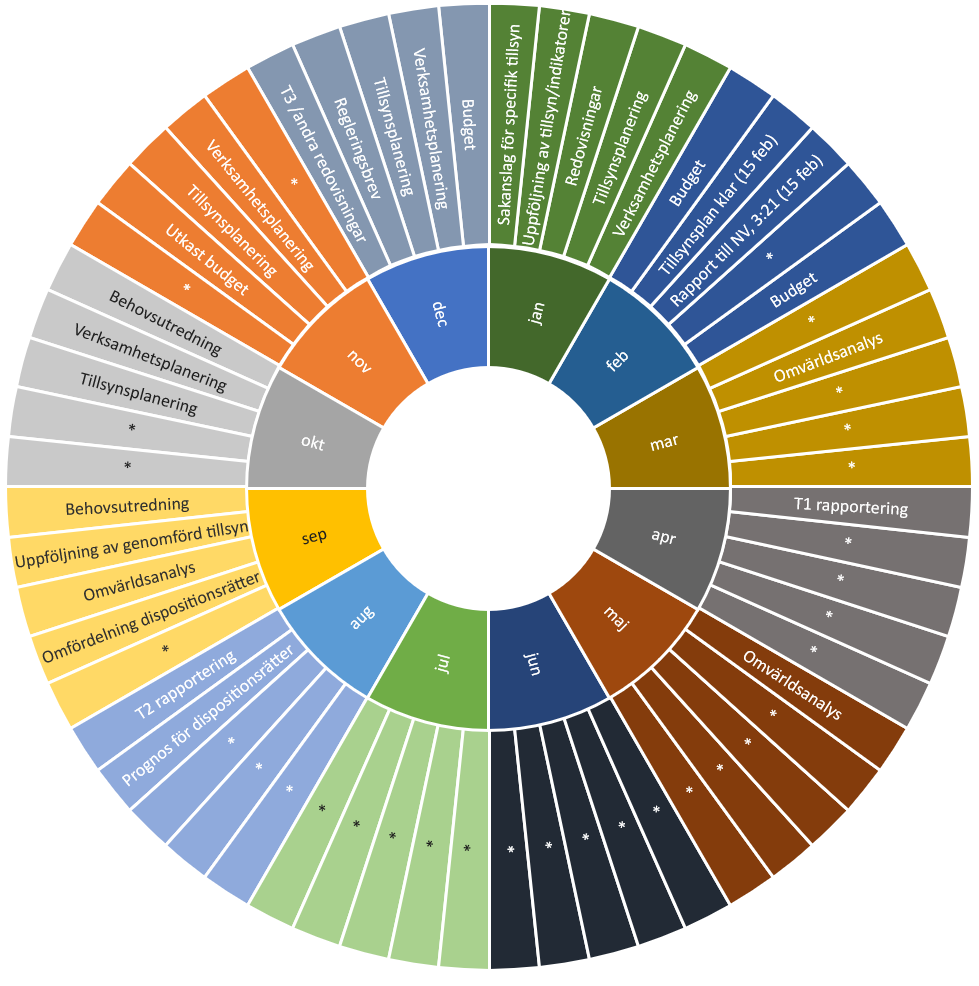 jan
Sakanslag för specifik tillsyn
Uppföljning av tillsyn/indikatorer
Redovisningar
Tillsynsplanering
Verksamhetsplanering
feb
Budget
Tillsynsplan klar (15 feb)
Rapport till NV, 3:21 (15 feb)
*
Budget
mar
*
Omvärldsanalys
*
*
*
apr
T1 rapportering
*
*
*
*
maj
Omvärldsanalys
*
*
*
*
jun
*
*
*
*
*
jul
*
*
*
*
*
aug
*
*
*
Prognos för dispositionsrätter
T2 rapportering
sep
*
Omfördelning dispositionsrätter
Omvärldsanalys
Uppföljning av genomförd tillsyn
Behovsutredning
okt
*
*
Tillsynsplanering
Verksamhetsplanering
Behovsutredning
nov
*
Utkast budget
Tillsynsplanering
Verksamhetsplanering
*
dec
T3 /andra redovisningar
Regleringsbrev
Tillsynsplanering
Verksamhetsplanering
Budget